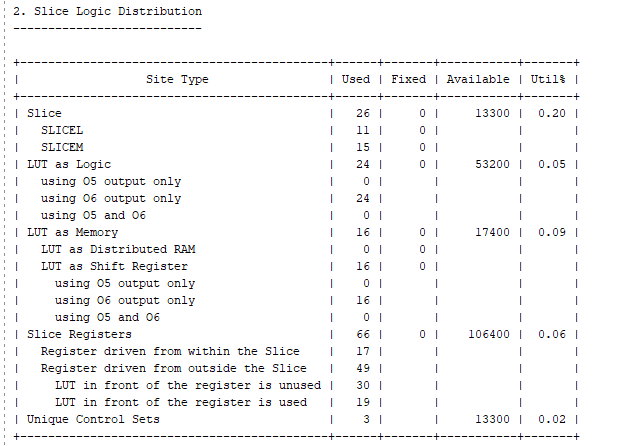 2. Slice Logic Distribution
---------------------------
+--------------------------------------------+------+-------+-----------+-------+
|                  Site Type                 | Used | Fixed | Available | Util% |
+--------------------------------------------+------+-------+-----------+-------+
| Slice                                      |   26 |     0 |     13300 |  0.20 |
|   SLICEL                                   |   11 |     0 |           |       |
|   SLICEM                                   |   15 |     0 |           |       |
| LUT as Logic                               |   24 |     0 |     53200 |  0.05 |
|   using O5 output only                     |    0 |       |           |       |
|   using O6 output only                     |   24 |       |           |       |
|   using O5 and O6                          |    0 |       |           |       |
| LUT as Memory                              |   16 |     0 |     17400 |  0.09 |
|   LUT as Distributed RAM                   |    0 |     0 |           |       |
|   LUT as Shift Register                    |   16 |     0 |           |       |
|     using O5 output only                   |    0 |       |           |       |
|     using O6 output only                   |   16 |       |           |       |
|     using O5 and O6                        |    0 |       |           |       |
| Slice Registers                            |   66 |     0 |    106400 |  0.06 |
|   Register driven from within the Slice    |   17 |       |           |       |
|   Register driven from outside the Slice   |   49 |       |           |       |
|     LUT in front of the register is unused |   30 |       |           |       |
|     LUT in front of the register is used   |   19 |       |           |       |
| Unique Control Sets                        |    3 |       |     13300 |  0.02 |
+--------------------------------------------+------+-------+-----------+-------+